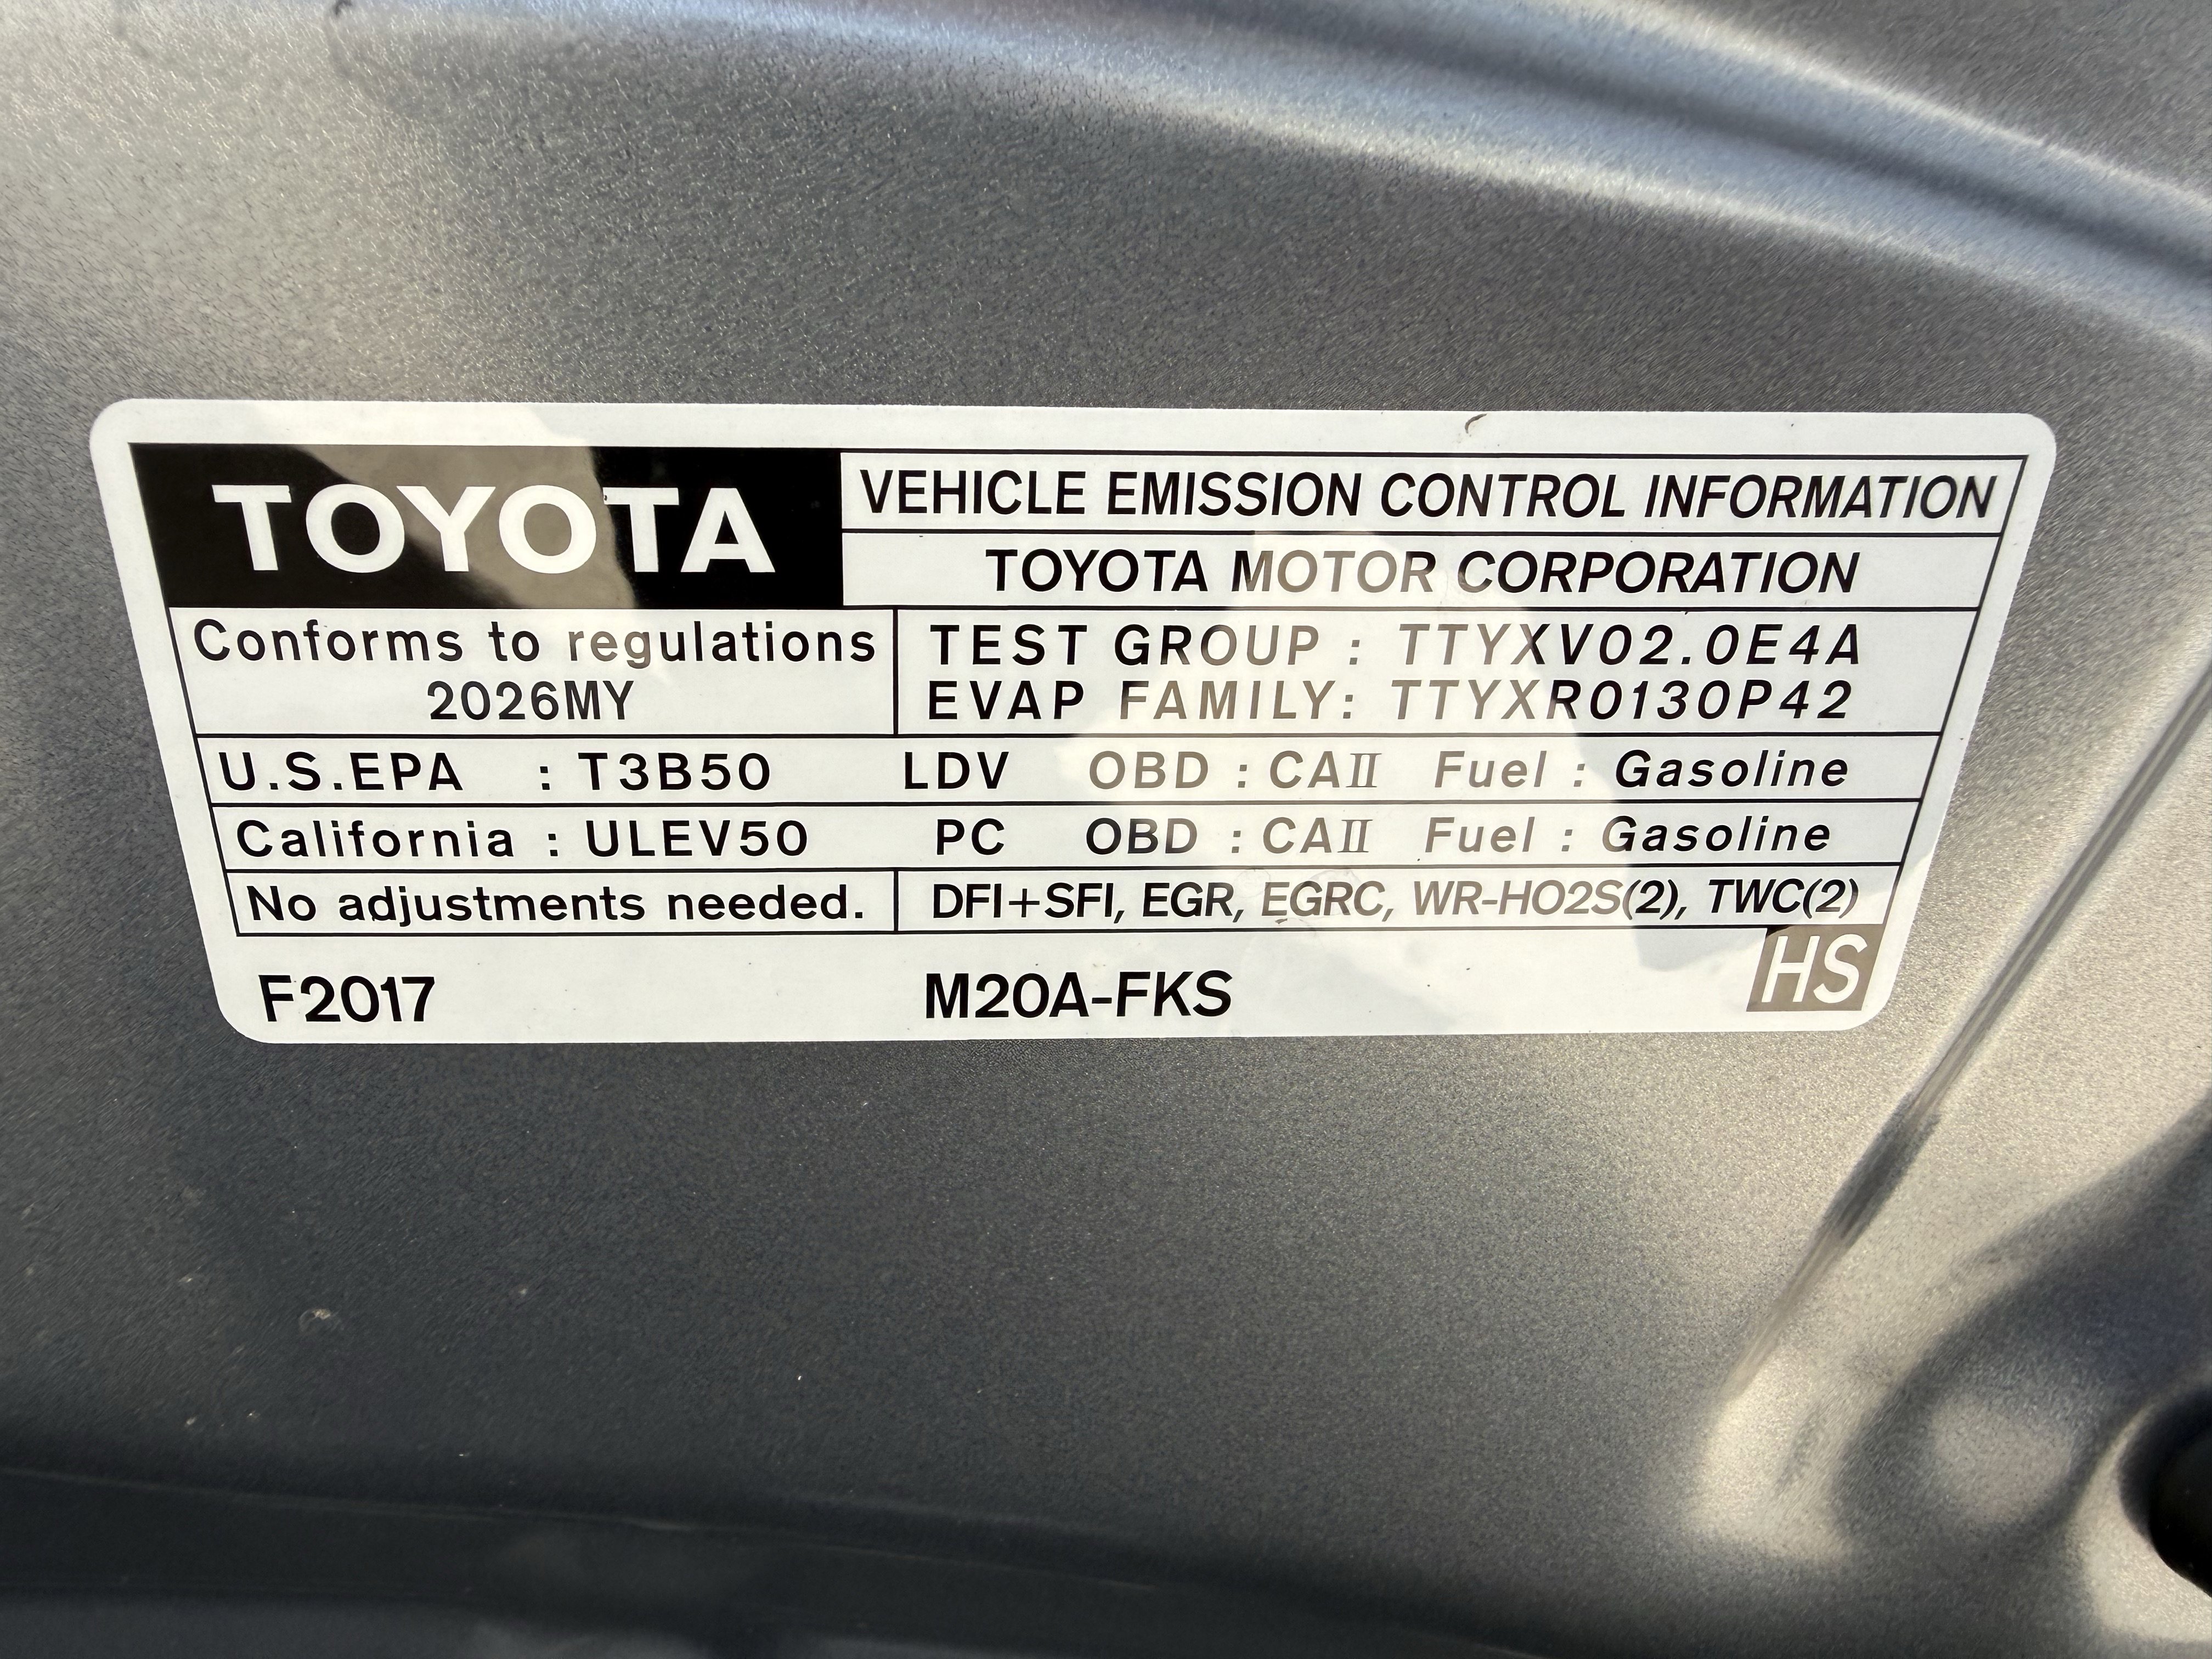 TOYOTA
VEHICLE EMISSION CONTROL INFORMATION
TOYOTA MOTOR CORPORATION
Conforms to regulations
2026MY
TEST GROUP : TTYXV02.0E4A
EVAP FAMILY: TTYXR0130P42
U.S.EPA : T3B50 LDV OBD : CAⅡ Fuel : Gasoline
California : ULEV50 PC OBD : CAⅡ Fuel : Gasoline
No adjustments needed.
DFI+SFI, EGR, EGRC, WR-HO2S(2), TWC(2)
F2017 M20A-FKS HS